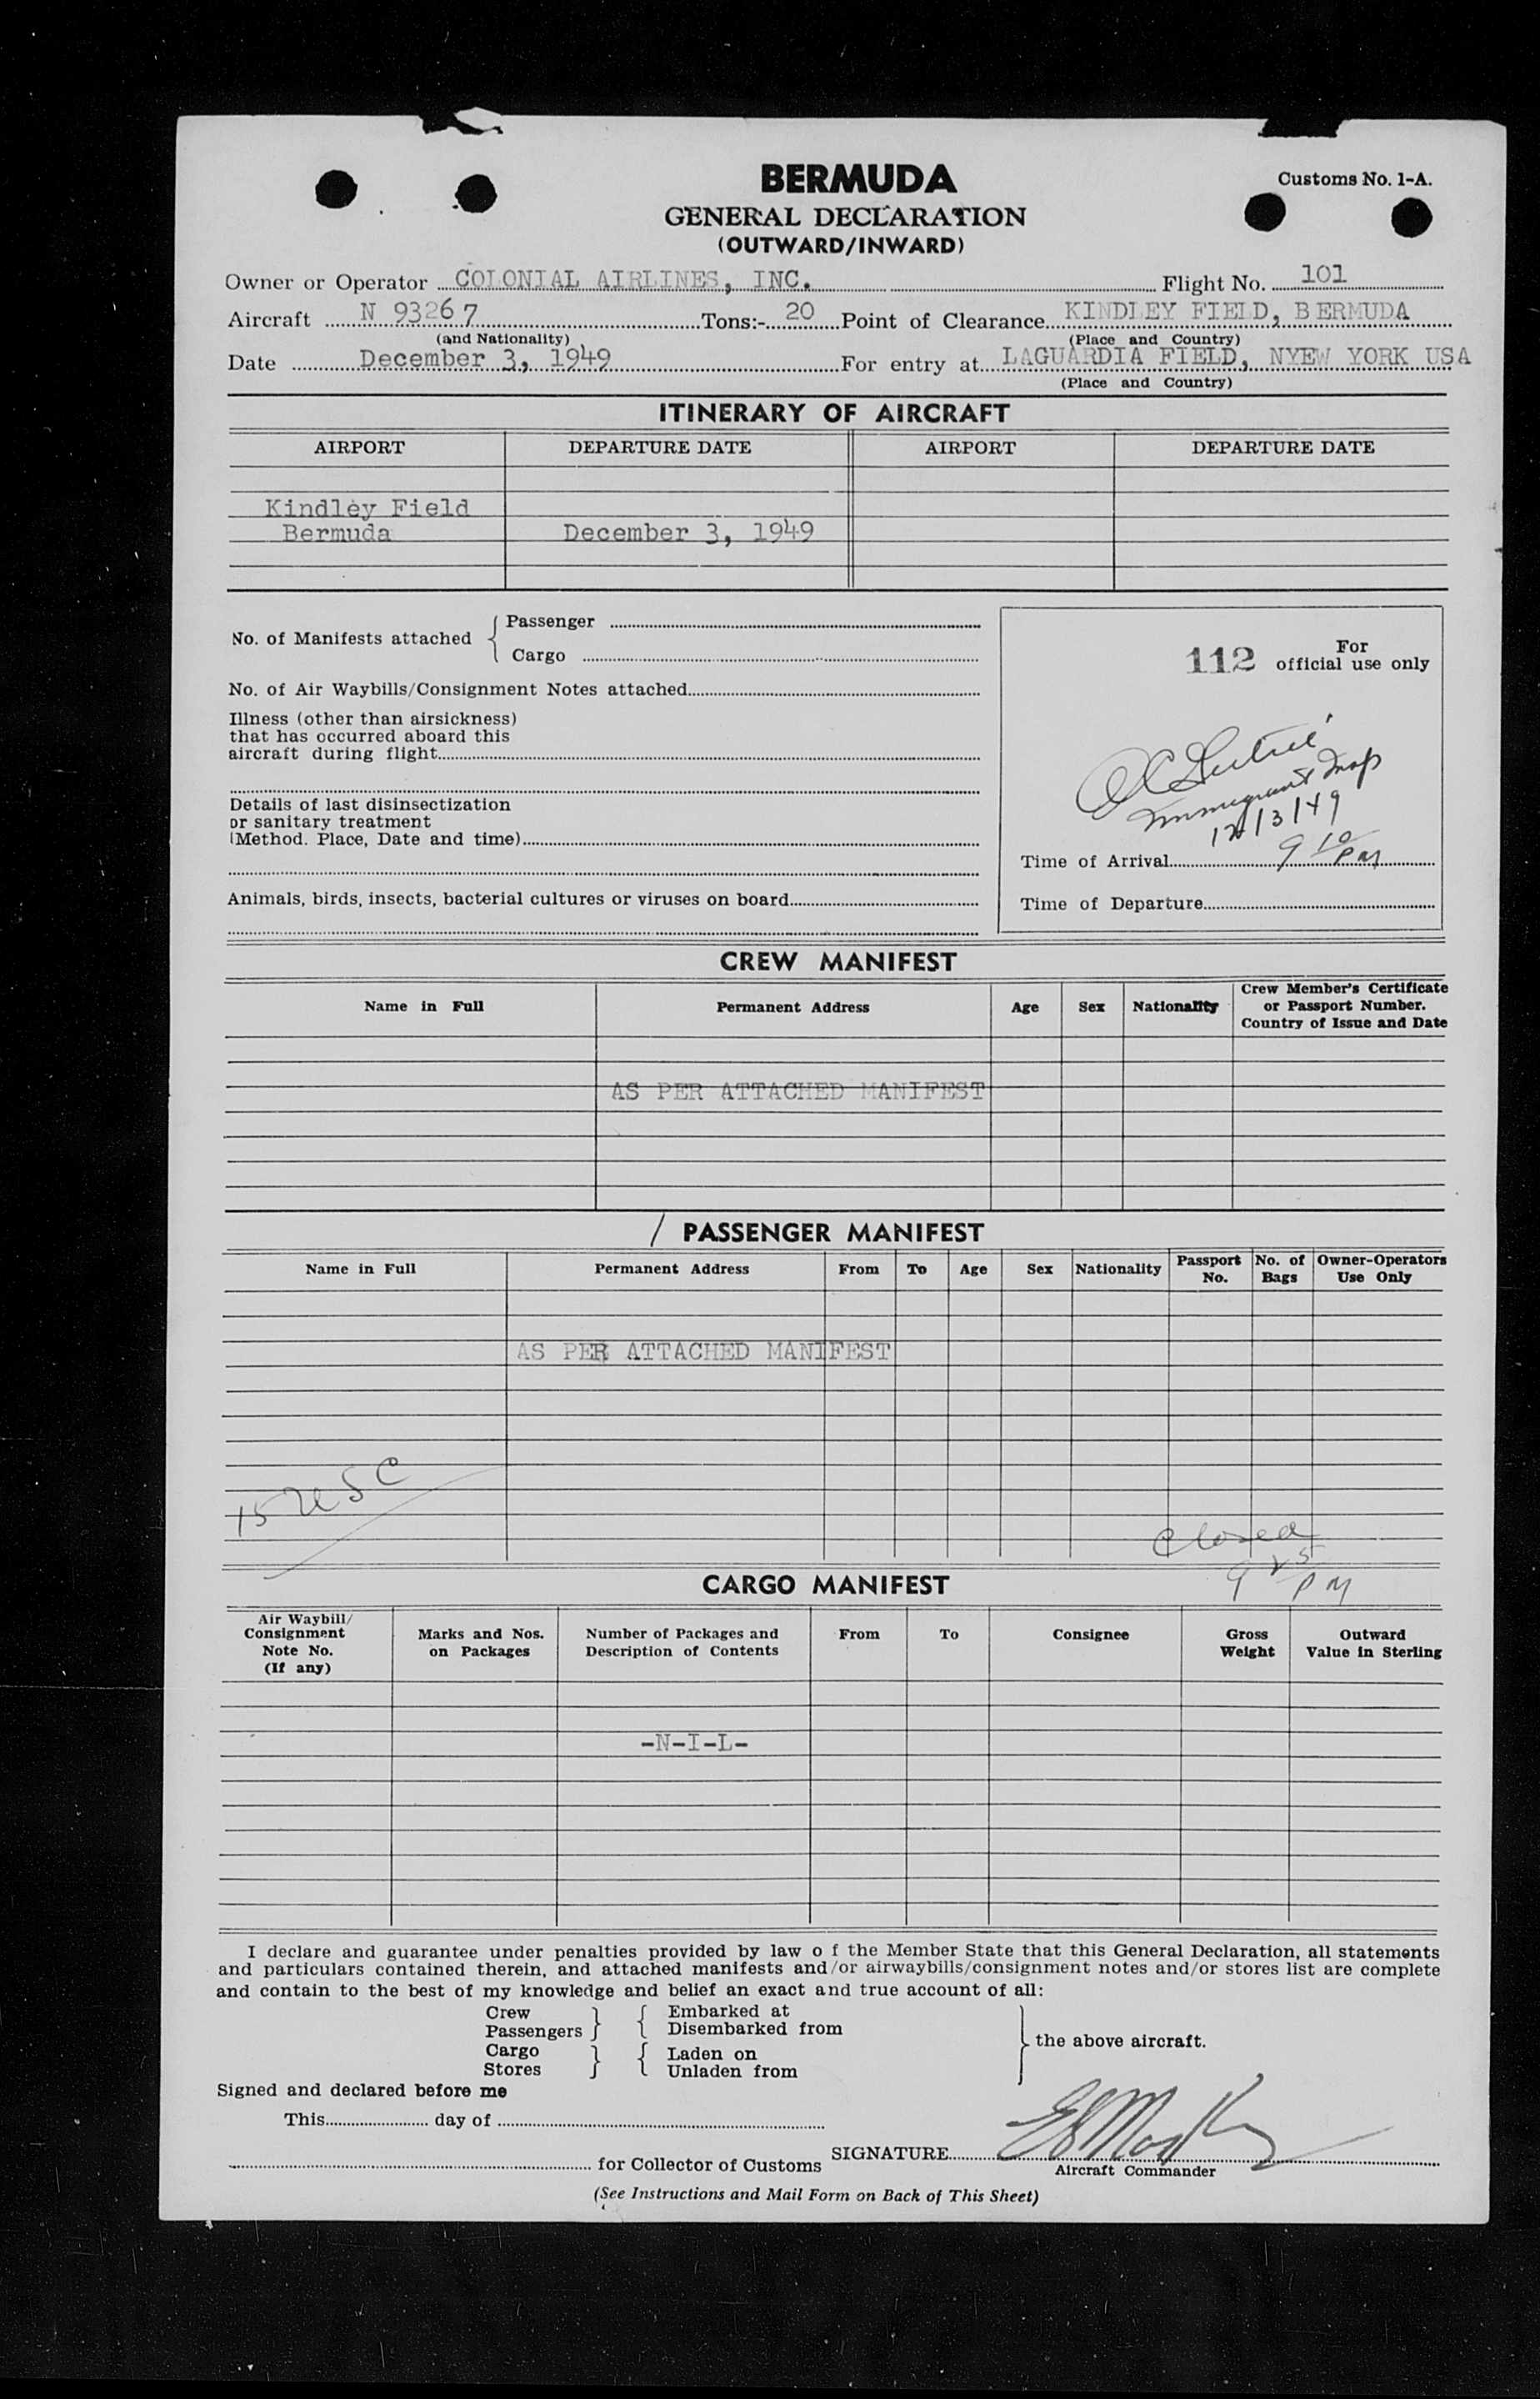 BERMUDA
Customs No. 1-A.
GENERAL DECLARATION
(OUTWARD/INWARD)
Owner or Operator COLONIAL AIRLINES, INC. Flight No. 101
Aircraft N 93267 Tons:- 20 Point of Clearance KINDLEY FIELD, BERMUDA
(and Nationality) (Place and Country)
Date December 3, 1949 For entry at LAGUARDIA FIELD, NYEW YORK USA
(Place and Country)
ITINERARY OF AIRCRAFT
AIRPORT DEPARTURE DATE AIRPORT DEPARTURE DATE
Kindley Field
Bermuda December 3, 1949
No. of Manifests attached
Passenger
Cargo
No. of Air Waybills/Consignment Notes attached
Illness (other than airsickness)
that has occurred aboard this
aircraft during flight
Details of last disinsectization
or sanitary treatment
(Method. Place, Date and time)
Animals, birds, insects, bacterial cultures or viruses on board
112 For
official use only
Immigrant Insp
12/3/49
Time of Arrival 9 10 PM
Time of Departure
CREW MANIFEST
Name in Full Permanent Address Age Sex Nationality Crew Member's Certificate
or Passport Number.
Country of Issue and Date
AS PER ATTACHED MANIFEST
/ PASSENGER MANIFEST
Name in Full Permanent Address From To Age Sex Nationality Passport No. No. of Bags Owner-Operators Use Only
AS PER ATTACHED MANIFEST
15 USC
Closed
9 25 PM
CARGO MANIFEST
Air Waybill/ Consignment Note No. (If any) Marks and Nos. on Packages Number of Packages and Description of Contents From To Consignee Gross Weight Outward Value in Sterling
-N-I-L-
I declare and guarantee under penalties provided by law o f the Member State that this General Declaration, all statements
and particulars contained therein, and attached manifests and/or airwaybills/consignment notes and/or stores list are complete
and contain to the best of my knowledge and belief an exact and true account of all:
Crew Embarked at
Passengers Disembarked from
the above aircraft.
Cargo Laden on
Stores Unladen from
Signed and declared before me
This day of
for Collector of Customs
SIGNATURE
Aircraft Commander
(See Instructions and Mail Form on Back of This Sheet)